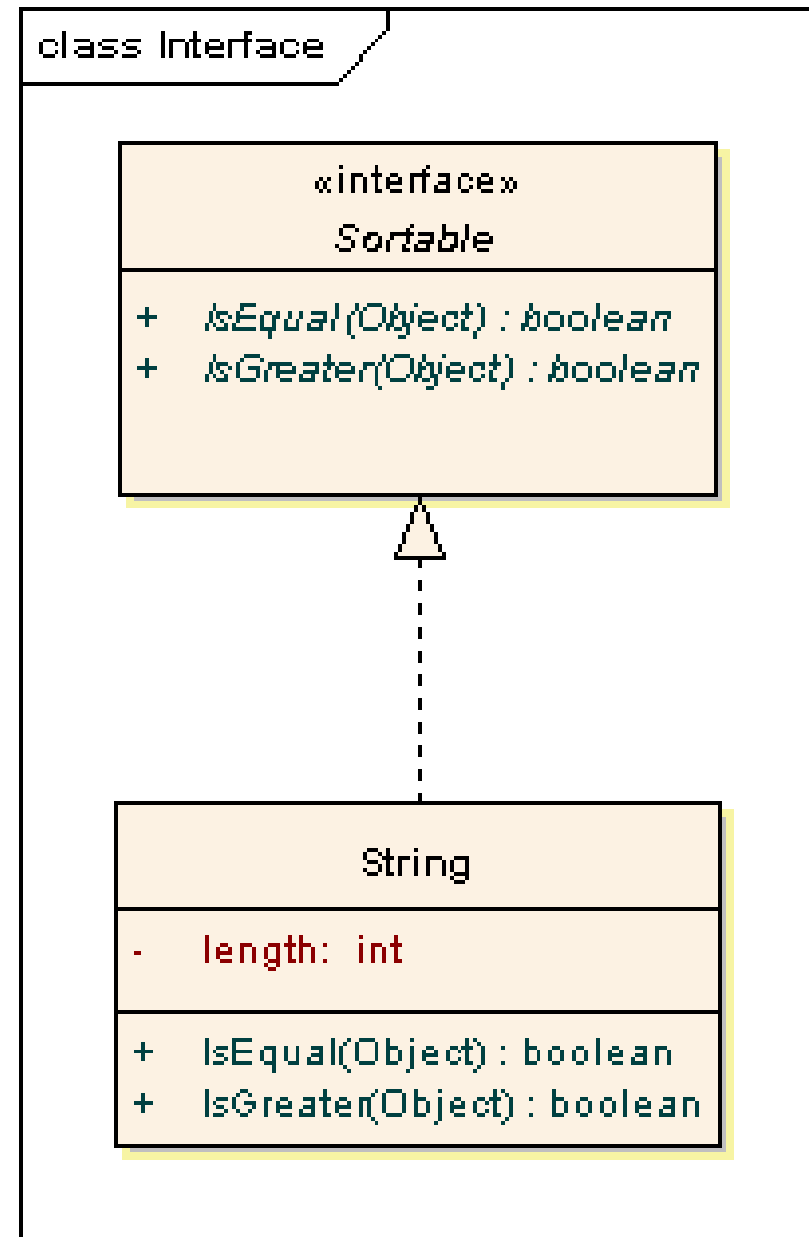 class Interface
«interface»
Sortable
+ IsEqual(Object) : boolean
+ IsGreater(Object) : boolean
String
- length: int
+ IsEqual(Object) : boolean
+ IsGreater(Object) : boolean